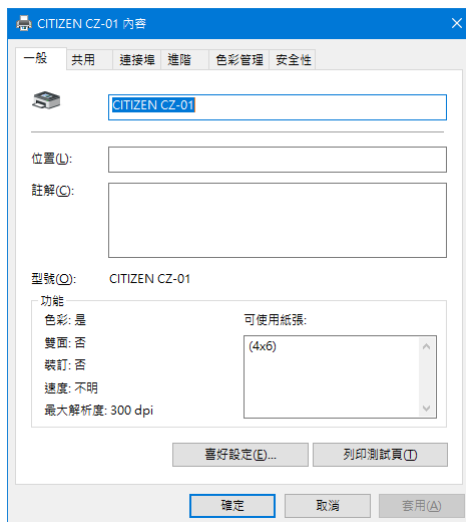 CITIZEN CZ-01 內容
一般 共用 連接埠 進階 色彩管理 安全性
CITIZEN CZ-01
位置(L):
註解(C):
型號(O): CITIZEN CZ-01
功能
色彩: 是 可使用紙張:
雙面: 否 (4x6)
裝訂: 否
速度: 不明
最大解析度: 300 dpi
喜好設定(E)... 列印測試頁(T)
確定 取消 套用(A)